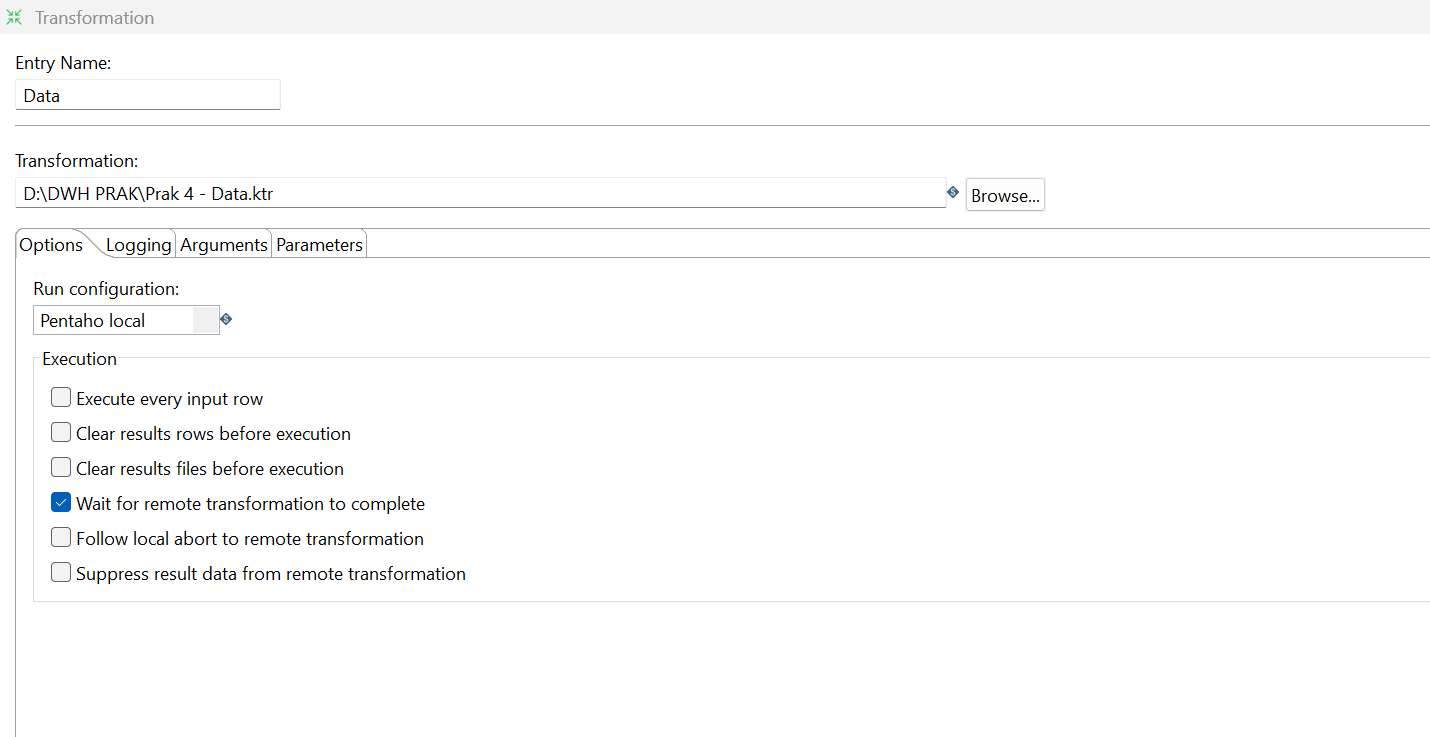 Transformation
Entry Name:
Data
Transformation:
D:\DWH PRAK\Prak 4 - Data.ktr
Browse...
Options Logging Arguments Parameters
Run configuration:
Pentaho local
Execution
Execute every input row
Clear results rows before execution
Clear results files before execution
Wait for remote transformation to complete
Follow local abort to remote transformation
Suppress result data from remote transformation